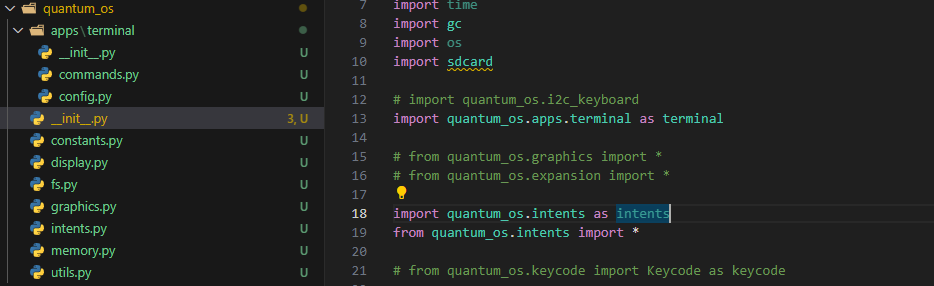 quantum_os
apps\terminal
__init__.py U
commands.py U
config.py U
__init__.py 3, U
constants.py U
display.py U
fs.py U
graphics.py U
intents.py U
memory.py U
utils.py U
7 import time
8 import gc
9 import os
10 import sdcard
11
12 # import quantum_os.i2c_keyboard
13 import quantum_os.apps.terminal as terminal
14
15 # from quantum_os.graphics import *
16 # from quantum_os.expansion import *
17
18 import quantum_os.intents as intents
19 from quantum_os.intents import *
20
21 # from quantum_os.keycode import Keycode as keycode